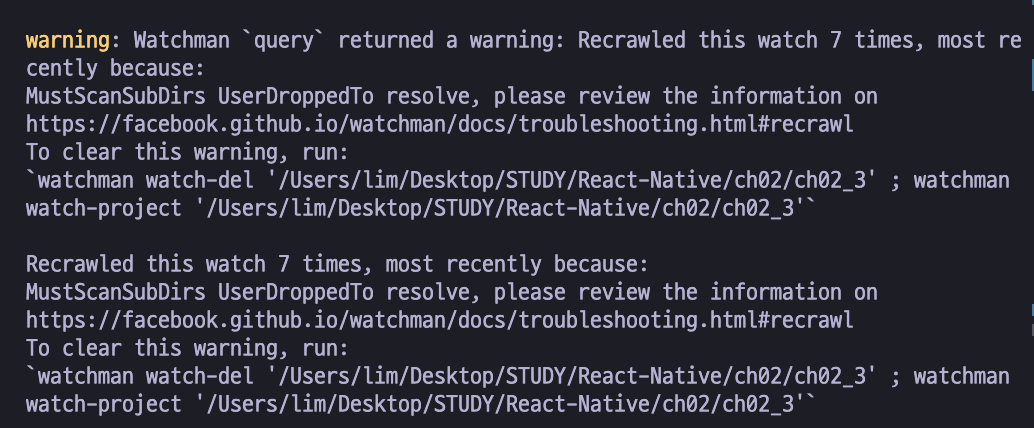 warning: Watchman `query` returned a warning: Recrawled this watch 7 times, most re
cently because:
MustScanSubDirs UserDroppedTo resolve, please review the information on
https://facebook.github.io/watchman/docs/troubleshooting.html#recrawl
To clear this warning, run:
`watchman watch-del '/Users/lim/Desktop/STUDY/React-Native/ch02/ch02_3' ; watchman
watch-project '/Users/lim/Desktop/STUDY/React-Native/ch02/ch02_3'`

Recrawled this watch 7 times, most recently because:
MustScanSubDirs UserDroppedTo resolve, please review the information on
https://facebook.github.io/watchman/docs/troubleshooting.html#recrawl
To clear this warning, run:
`watchman watch-del '/Users/lim/Desktop/STUDY/React-Native/ch02/ch02_3' ; watchman
watch-project '/Users/lim/Desktop/STUDY/React-Native/ch02/ch02_3'`